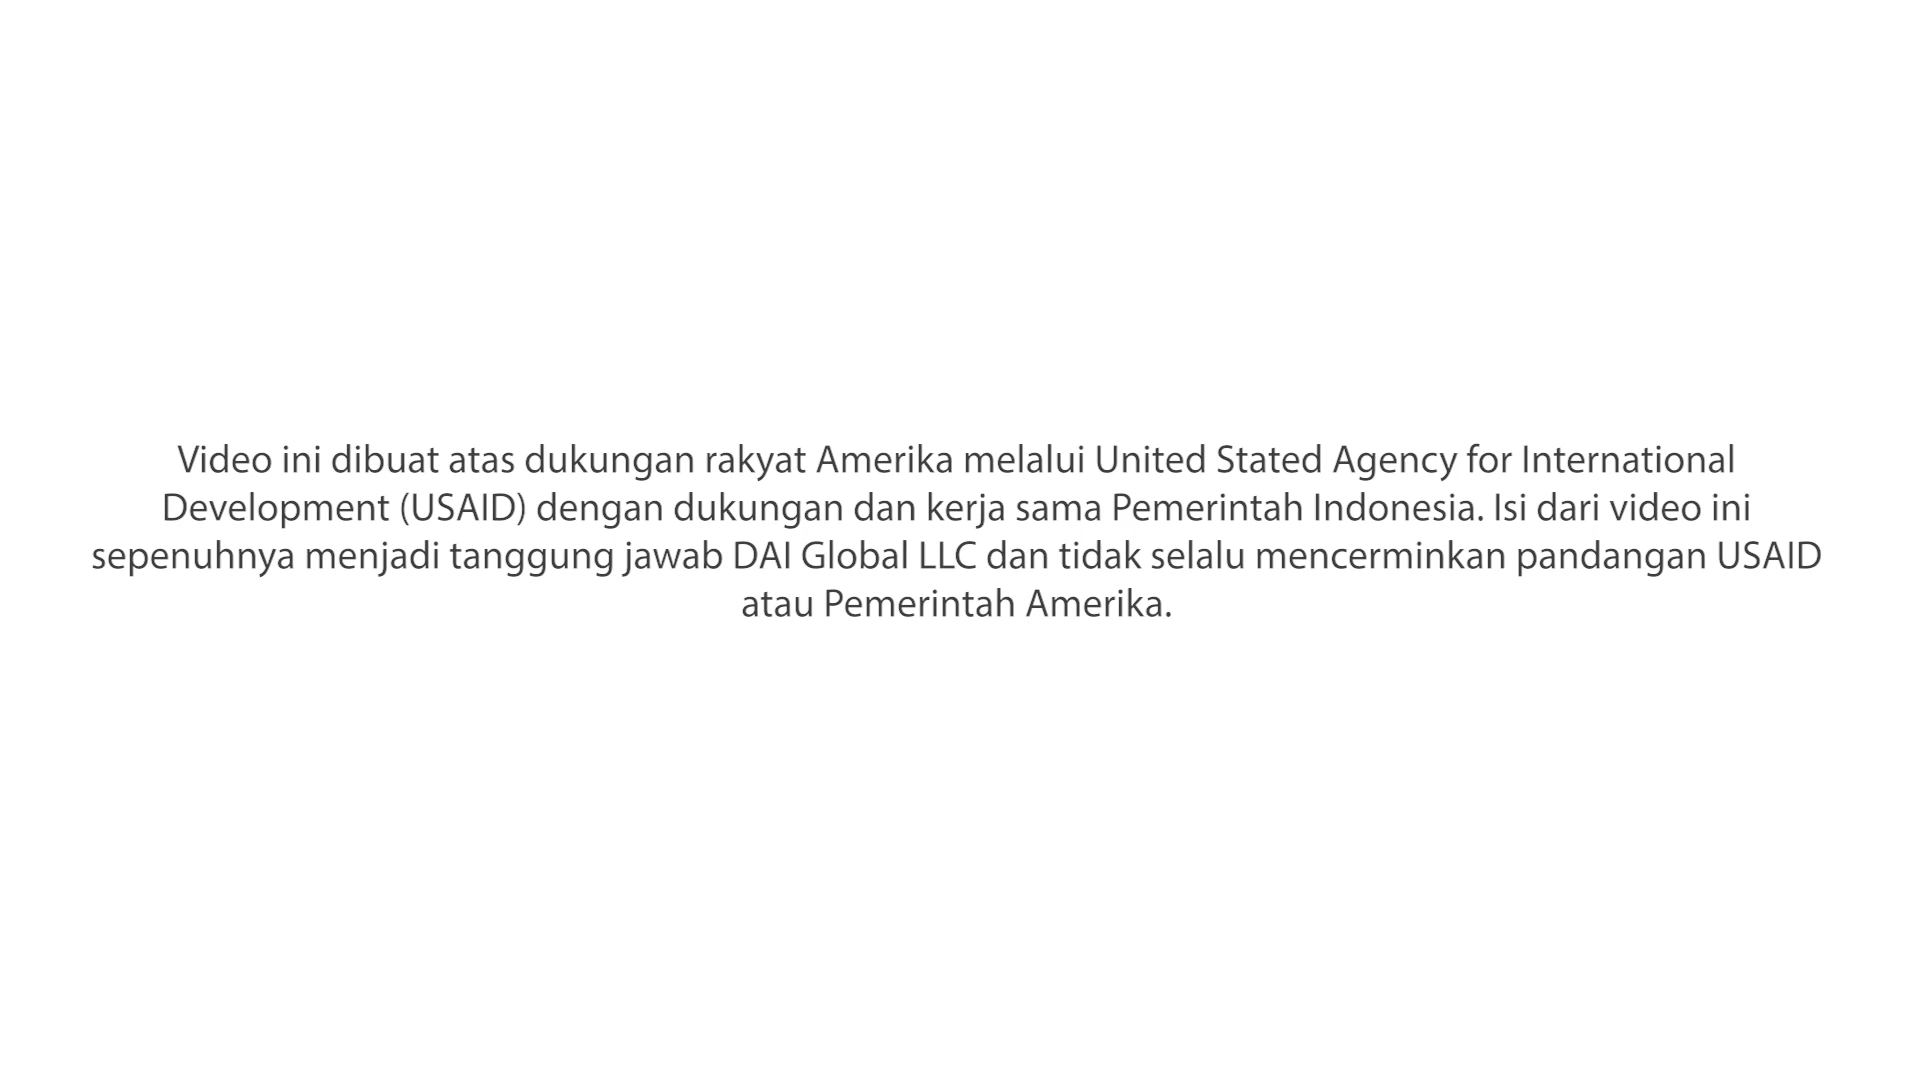 Video ini dibuat atas dukungan rakyat Amerika melalui United Stated Agency for International
Development (USAID) dengan dukungan dan kerja sama Pemerintah Indonesia. Isi dari video ini
sepenuhnya menjadi tanggung jawab DAI Global LLC dan tidak selalu mencerminkan pandangan USAID
atau Pemerintah Amerika.